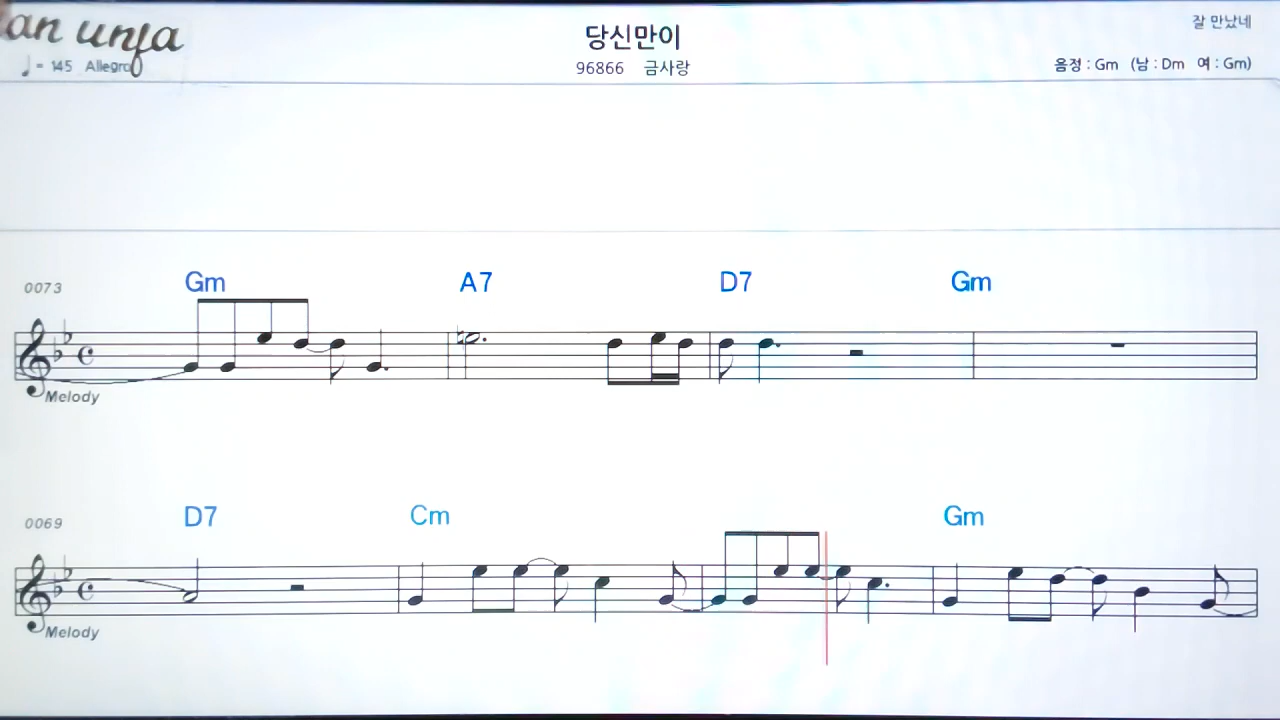 an unja
♩= 145 Allegro
당신만이
96866 금사랑
잘 만났네
음정 : Gm (남 : Dm 여 : Gm)
0073
Gm A7 D7 Gm
Melody
0069
D7 Cm Gm
Melody